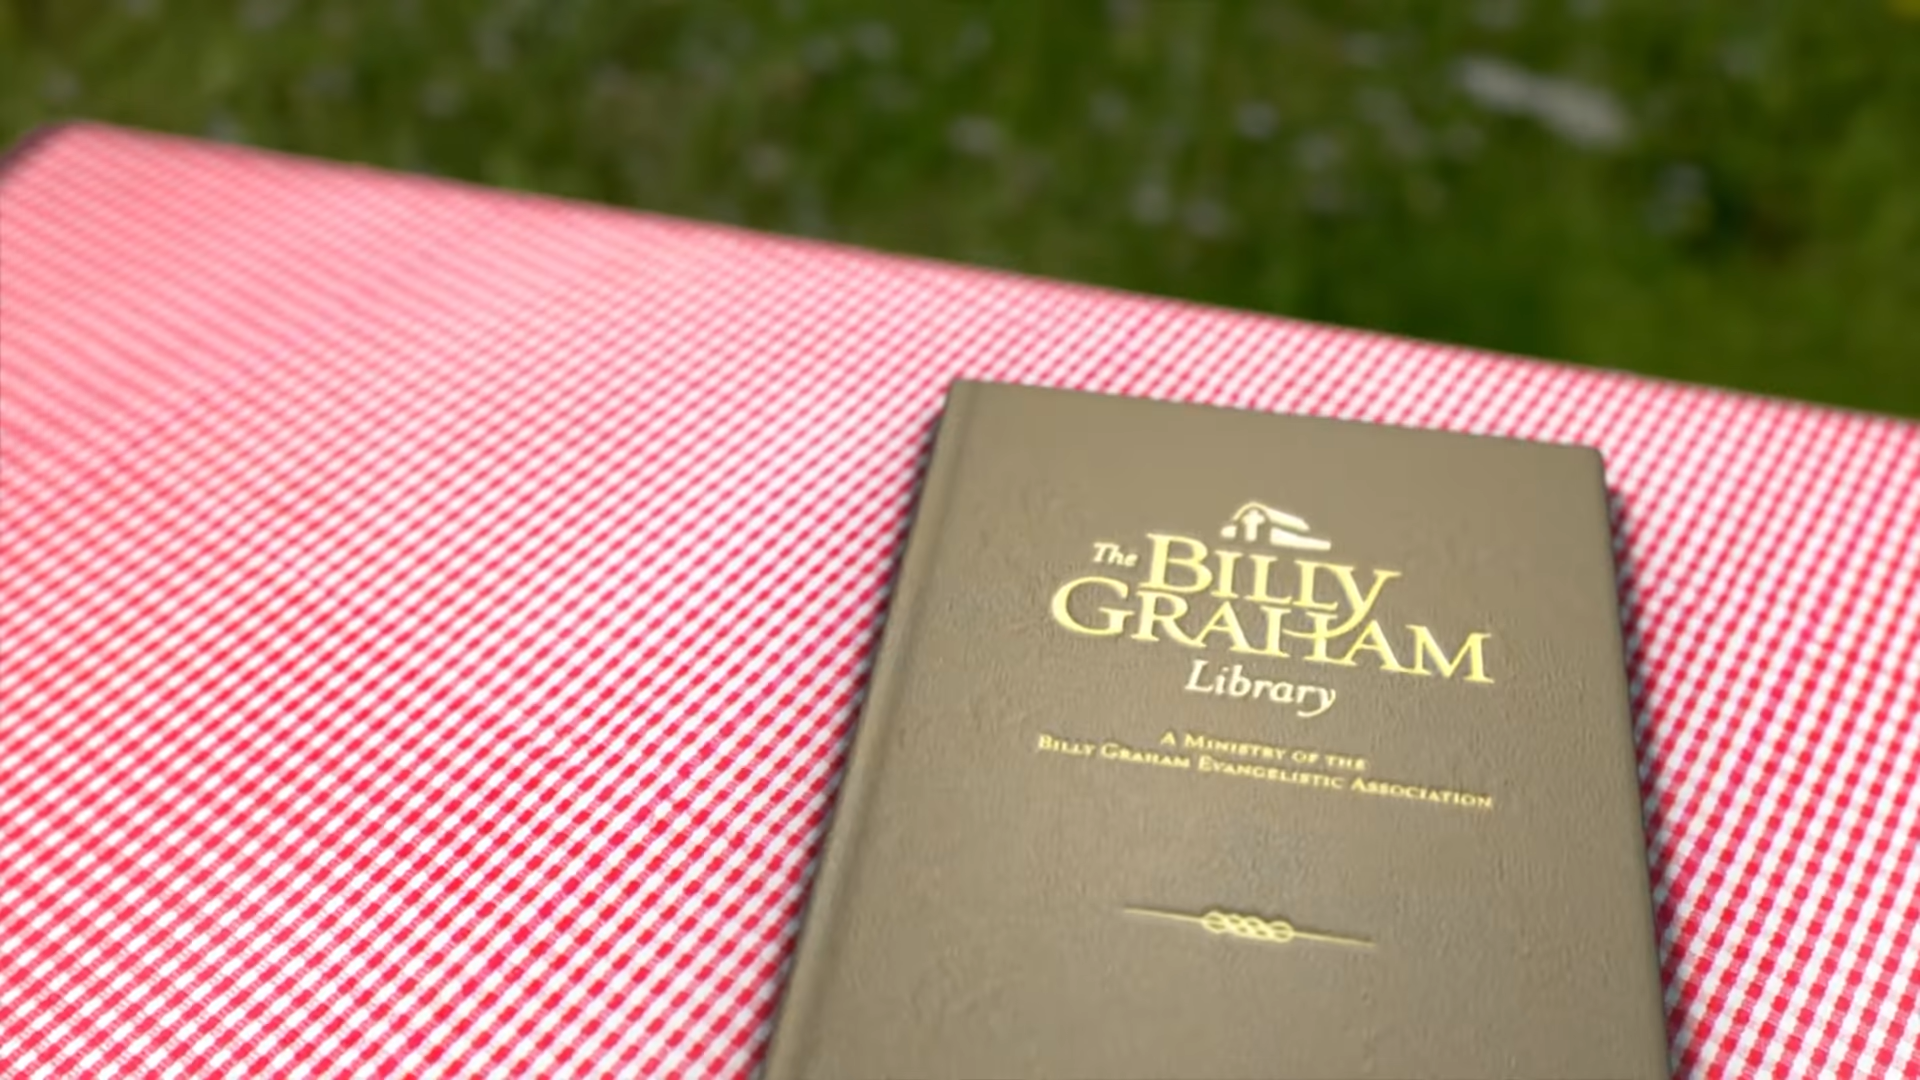 The BILLY
GRAHAM
Library
A MINISTRY OF THE
BILLY GRAHAM EVANGELISTIC ASSOCIATION